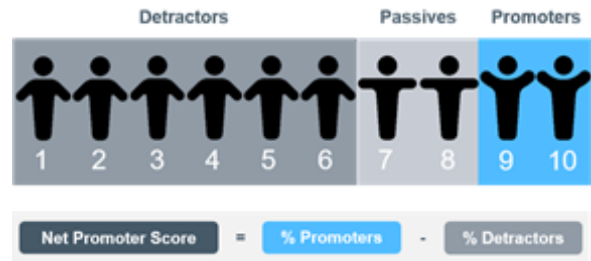 Detractors Passives Promoters
1 2 3 4 5 6 7 8 9 10
Net Promoter Score = % Promoters - % Detractors